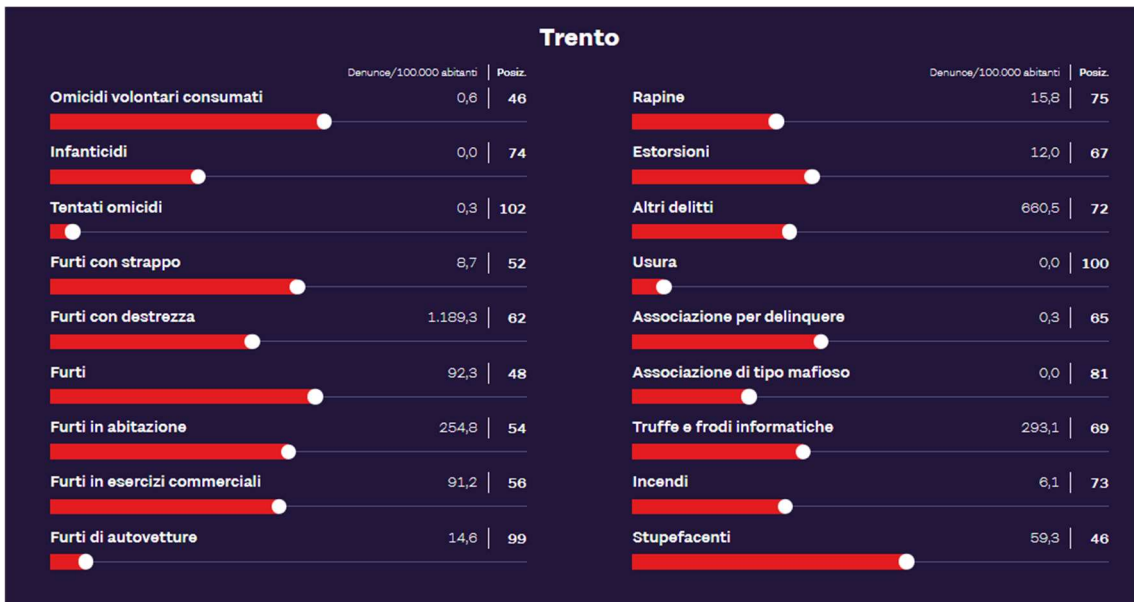 Trento
Denunce/100.000 abitanti | Posiz.
Omicidi volontari consumati 0,6 | 46
Infanticidi 0,0 | 74
Tentati omicidi 0,3 | 102
Furti con strappo 8,7 | 52
Furti con destrezza 1.189,3 | 62
Furti 92,3 | 48
Furti in abitazione 254,8 | 54
Furti in esercizi commerciali 91,2 | 56
Furti di autovetture 14,6 | 99
Denunce/100.000 abitanti | Posiz.
Rapine 15,8 | 75
Estorsioni 12,0 | 67
Altri delitti 660,5 | 72
Usura 0,0 | 100
Associazione per delinquere 0,3 | 65
Associazione di tipo mafioso 0,0 | 81
Truffe e frodi informatiche 293,1 | 69
Incendi 6,1 | 73
Stupefacenti 59,3 | 46